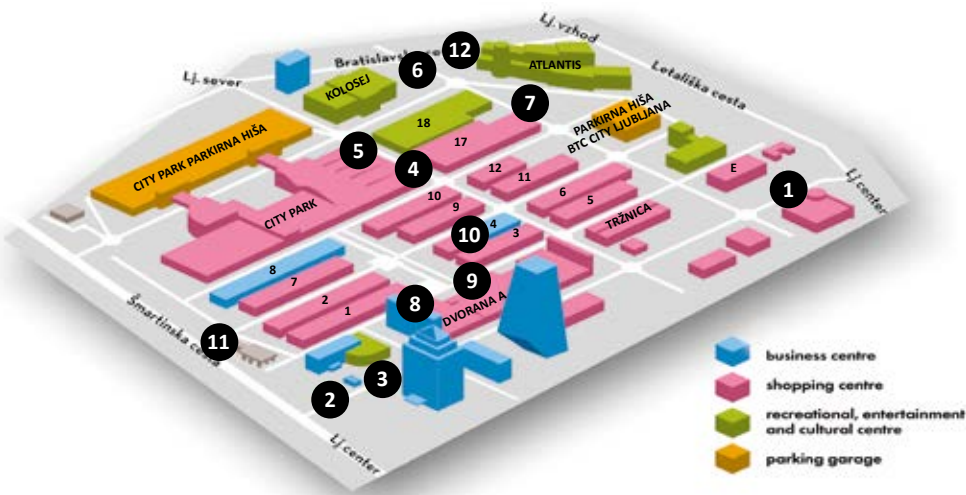 Lj. vzhod
12
Bratislavska ce
6
ATLANTIS
Letališka cesta
Lj. sever
KOLOSEJ
7
PARKIRNA HIŠA
BTC CITY LJUBLJANA
CITY PARK PARKIRNA HIŠA
18
17
5
4
12
11
E
1
Lj. center
10
9
6
5
TRŽNICA
CITY PARK
10
4
3
8
7
2
1
9
8
DVORANA A
Šmartinska cesta
11
3
2
Lj center
business centre
shopping centre
recreational, entertainment
and cultural centre
parking garage